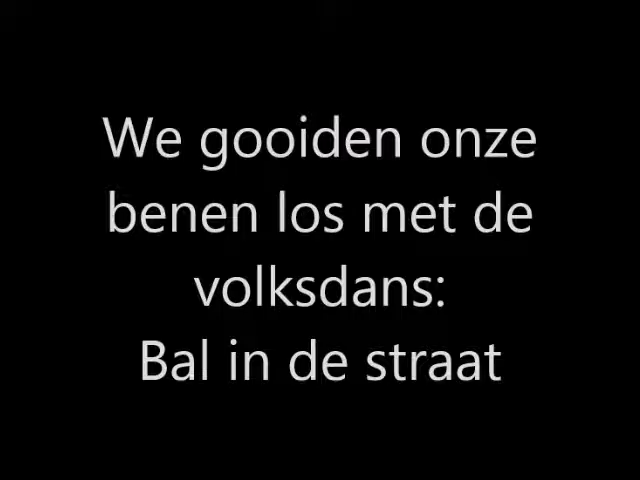 We gooiden onze
benen los met de
volksdans:
Bal in de straat